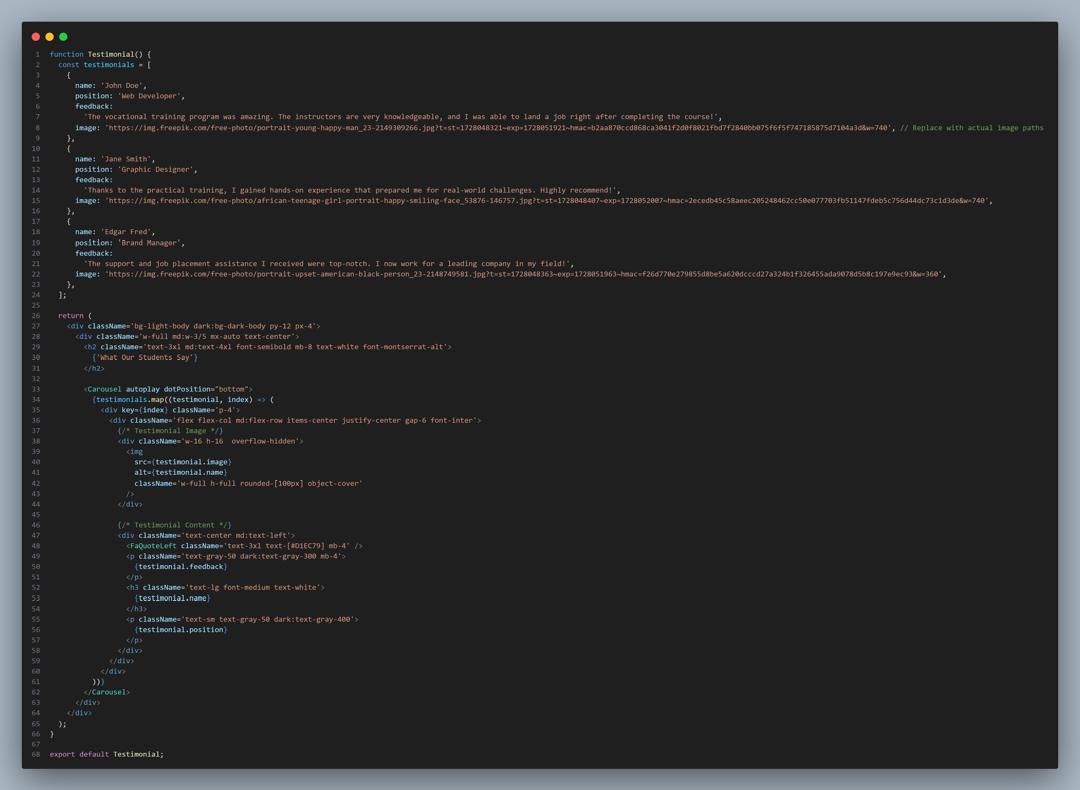 1 function Testimonial() {
2   const testimonials = [
3     {
4       name: 'John Doe',
5       position: 'Web Developer',
6       feedback:
7         'The vocational training program was amazing. The instructors are very knowledgeable, and I was able to land a job right after completing the course!',
8       image: 'https://img.freepik.com/free-photo/portrait-young-happy-man_23-2149309266.jpg?t=st=1728048321~exp=1728051921~hmac=b2aa870ccd868ca3041f2d0f8021fbd7f2840bb075f6f5f747185875d7104a3d&w=740', // Replace with actual image paths
9     },
10     {
11       name: 'Jane Smith',
12       position: 'Graphic Designer',
13       feedback:
14         'Thanks to the practical training, I gained hands-on experience that prepared me for real-world challenges. Highly recommend!',
15       image: 'https://img.freepik.com/free-photo/african-teenage-girl-portrait-happy-smiling-face_53876-146757.jpg?t=st=1728048407~exp=1728052007~hmac=2ecedb45c58aeec205248462cc50e077703fb51147fdeb5c756d44dc73c1d3de&w=740',
16     },
17     {
18       name: 'Edgar Fred',
19       position: 'Brand Manager',
20       feedback:
21         'The support and job placement assistance I received were top-notch. I now work for a leading company in my field!',
22       image: 'https://img.freepik.com/free-photo/portrait-upset-american-black-person_23-2148749581.jpg?t=st=1728048363~exp=1728051963~hmac=f26d770e279855d8be5a620dcccd27a324b1f326455ada9078d5b8c197e9ec93&w=360',
23     },
24   ];
25
26   return (
27     <div className='bg-light-body dark:bg-dark-body py-12 px-4'>
28       <div className='w-full md:w-3/5 mx-auto text-center'>
29         <h2 className='text-3xl md:text-4xl font-semibold mb-8 text-white font-montserrat-alt'>
30           {'What Our Students Say'}
31         </h2>
32
33         <Carousel autoplay dotPosition="bottom">
34           {testimonials.map((testimonial, index) => (
35             <div key={index} className='p-4'>
36               <div className='flex flex-col md:flex-row items-center justify-center gap-6 font-inter'>
37                 {/* Testimonial Image */}
38                 <div className='w-16 h-16  overflow-hidden'>
39                   <img
40                     src={testimonial.image}
41                     alt={testimonial.name}
42                     className='w-full h-full rounded-[100px] object-cover'
43                   />
44                 </div>
45
46                 {/* Testimonial Content */}
47                 <div className='text-center md:text-left'>
48                   <FaQuoteLeft className='text-3xl text-[#D1EC79] mb-4' />
49                   <p className='text-gray-50 dark:text-gray-300 mb-4'>
50                     {testimonial.feedback}
51                   </p>
52                   <h3 className='text-lg font-medium text-white'>
53                     {testimonial.name}
54                   </h3>
55                   <p className='text-sm text-gray-50 dark:text-gray-400'>
56                     {testimonial.position}
57                   </p>
58                 </div>
59               </div>
60             </div>
61           ))}
62         </Carousel>
63       </div>
64     </div>
65   );
66 }
67
68 export default Testimonial;